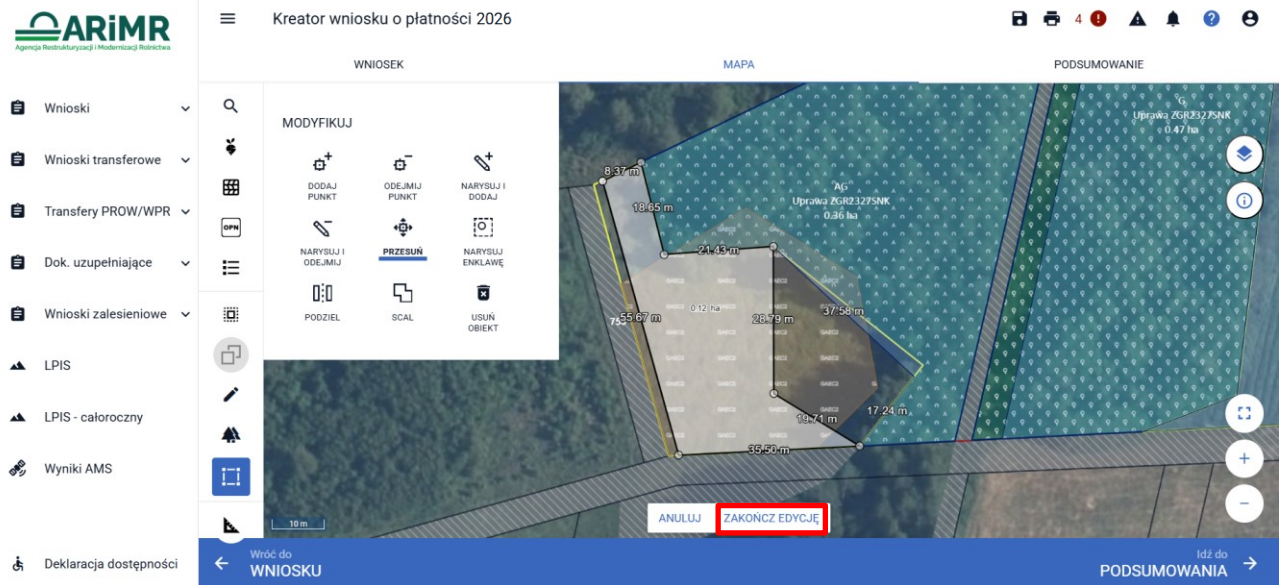 ARiMR
Agencja Restrukturyzacji i Modernizacji Rolnictwa
Kreator wniosku o płatności 2026
4
WNIOSEK
MAPA
PODSUMOWANIE
Wnioski
Wnioski transferowe
Transfery PROW/WPR
Dok. uzupełniające
Wnioski zalesieniowe
LPIS
LPIS - całoroczny
Wyniki AMS
Deklaracja dostępności
OPN
MODYFIKUJ
DODAJ
PUNKT
ODEJMIJ
PUNKT
NARYSUJ I
DODAJ
NARYSUJ I
ODEJMIJ
PRZESUŃ
NARYSUJ
ENKLAWĘ
PODZIEL
SCAL
USUŃ
OBIEKT
8.37 m
18.65 m
21.43 m
AG
Uprawa ZGR2327SNK
0.36 ha
G
Uprawa ZGR2327SNK
0.47 ha
0.12 ha
55.67 m
28.79 m
37.58 m
19.71 m
17.24 m
35.50 m
10 m
ANULUJ
ZAKOŃCZ EDYCJĘ
Wróć do
WNIOSKU
Idź do
PODSUMOWANIA